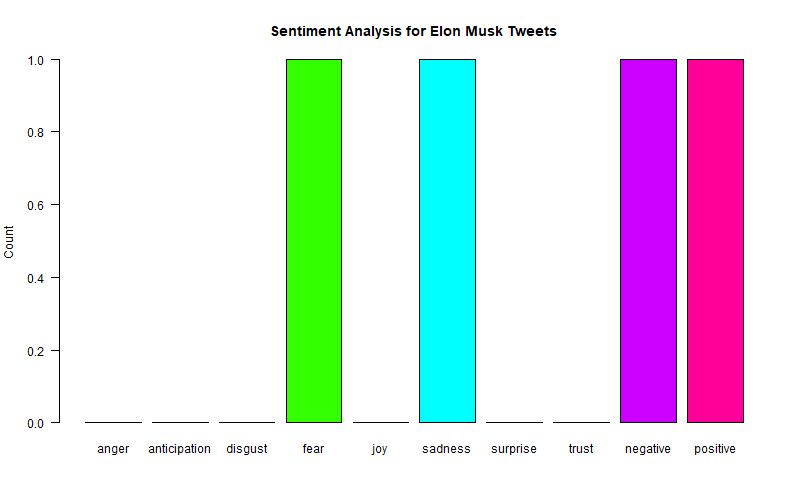 Sentiment Analysis for Elon Musk Tweets
Count
1.0
0.8
0.6
0.4
0.2
0.0
anger anticipation disgust fear joy sadness surprise trust negative positive